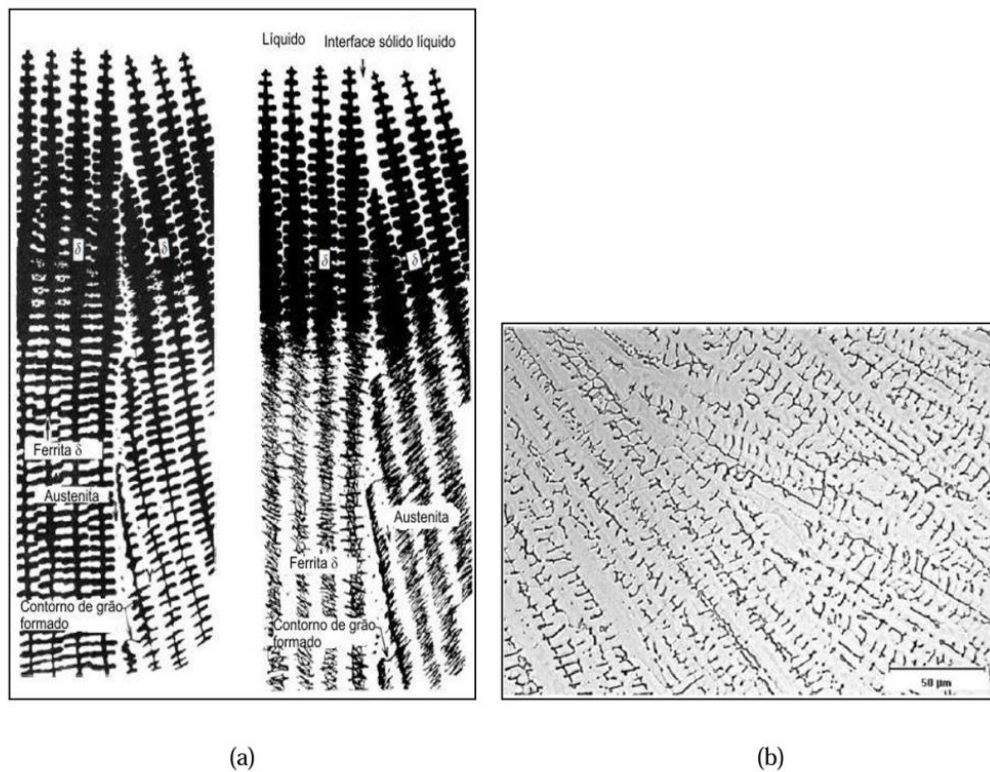 Líquido
Interface sólido líquido
δ
δ
Ferrita δ
Austenita
Contorno de grão
formado
δ
δ
Austenita
Ferrita δ
Contorno de grão
formado
50 µm
(a)
(b)